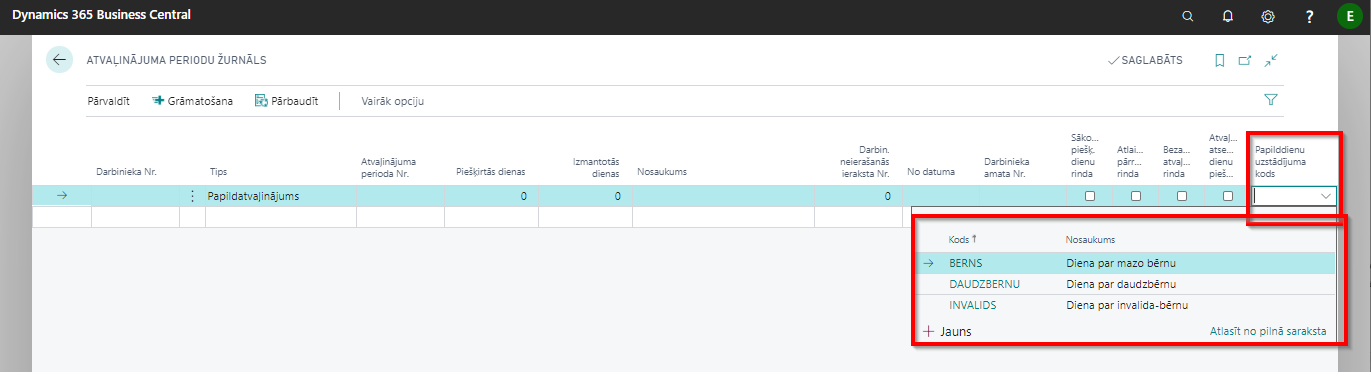 Dynamics 365 Business Central
?
E
ATVAĻINĀJUMA PERIODU ŽURNĀLS
SAGLABĀTS
Pārvaldīt
Grāmatošana
Pārbaudīt
Vairāk opciju
Darbinieka Nr.
Tips
Atvaļinājuma
perioda Nr.
Piešķirtās dienas
Izmantotās
dienas
Nosaukums
Darbin.
neierašanās
ieraksta Nr.
No datuma
Darbinieka
amata Nr.
Sāko...
piešķ.
dienu
rinda
Atlai...
pārr...
rinda
Beza...
atvaļ...
rinda
Atvaļ...
atse...
dienu
pieš...
Papilddienu
uzstādījuma
kods
Papildatvaļinājums
0
0
0
Kods ↑
Nosaukums
BERNS
Diena par mazo bērnu
DAUDZBERNU
Diena par daudzbērnu
INVALIDS
Diena par invalida-bērnu
+ Jauns
Atlasīt no pilnā saraksta